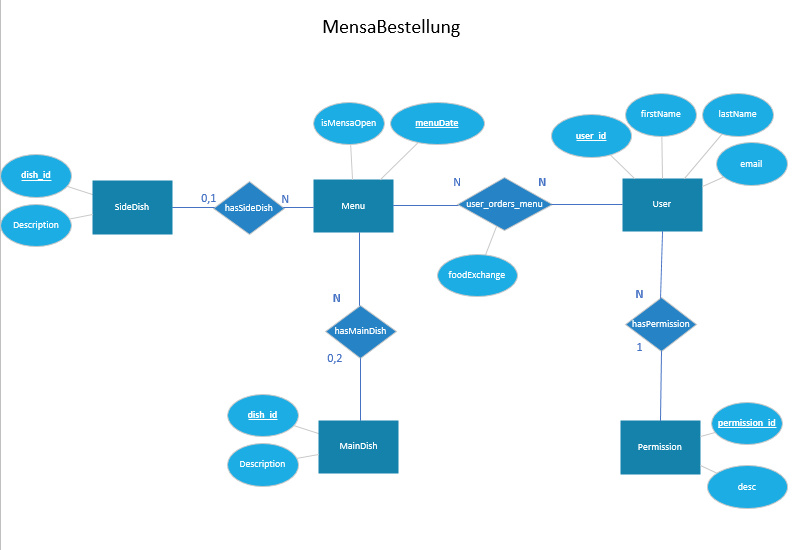 MensaBestellung
isMensaOpen
menuDate
user_id
firstName
lastName
email
dish_id
Description
SideDish
0,1
hasSideDish
N
Menu
N
user_orders_menu
N
User
foodExchange
N
hasMainDish
0,2
N
hasPermission
1
dish_id
Description
MainDish
Permission
permission_id
desc